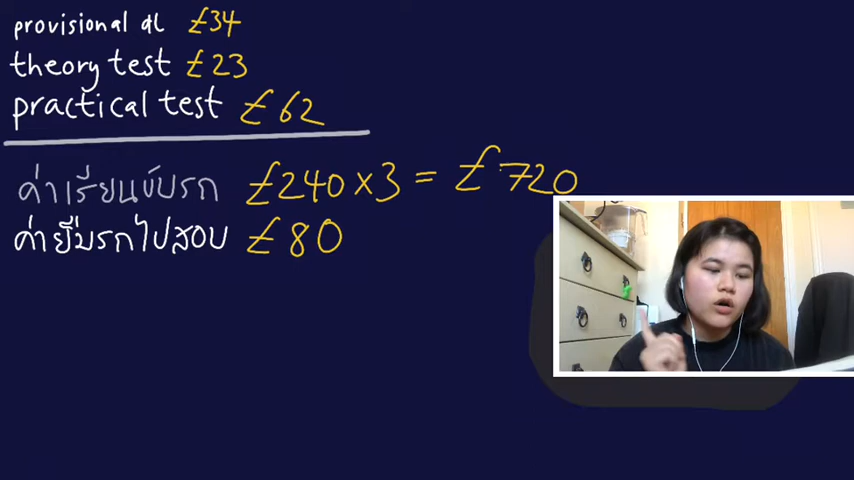 provisional dl £34
theory test £23
practical test £62
ค่าเรียนขับรถ £240 x 3 = £720
ค่ายืมรถไปสอบ £80